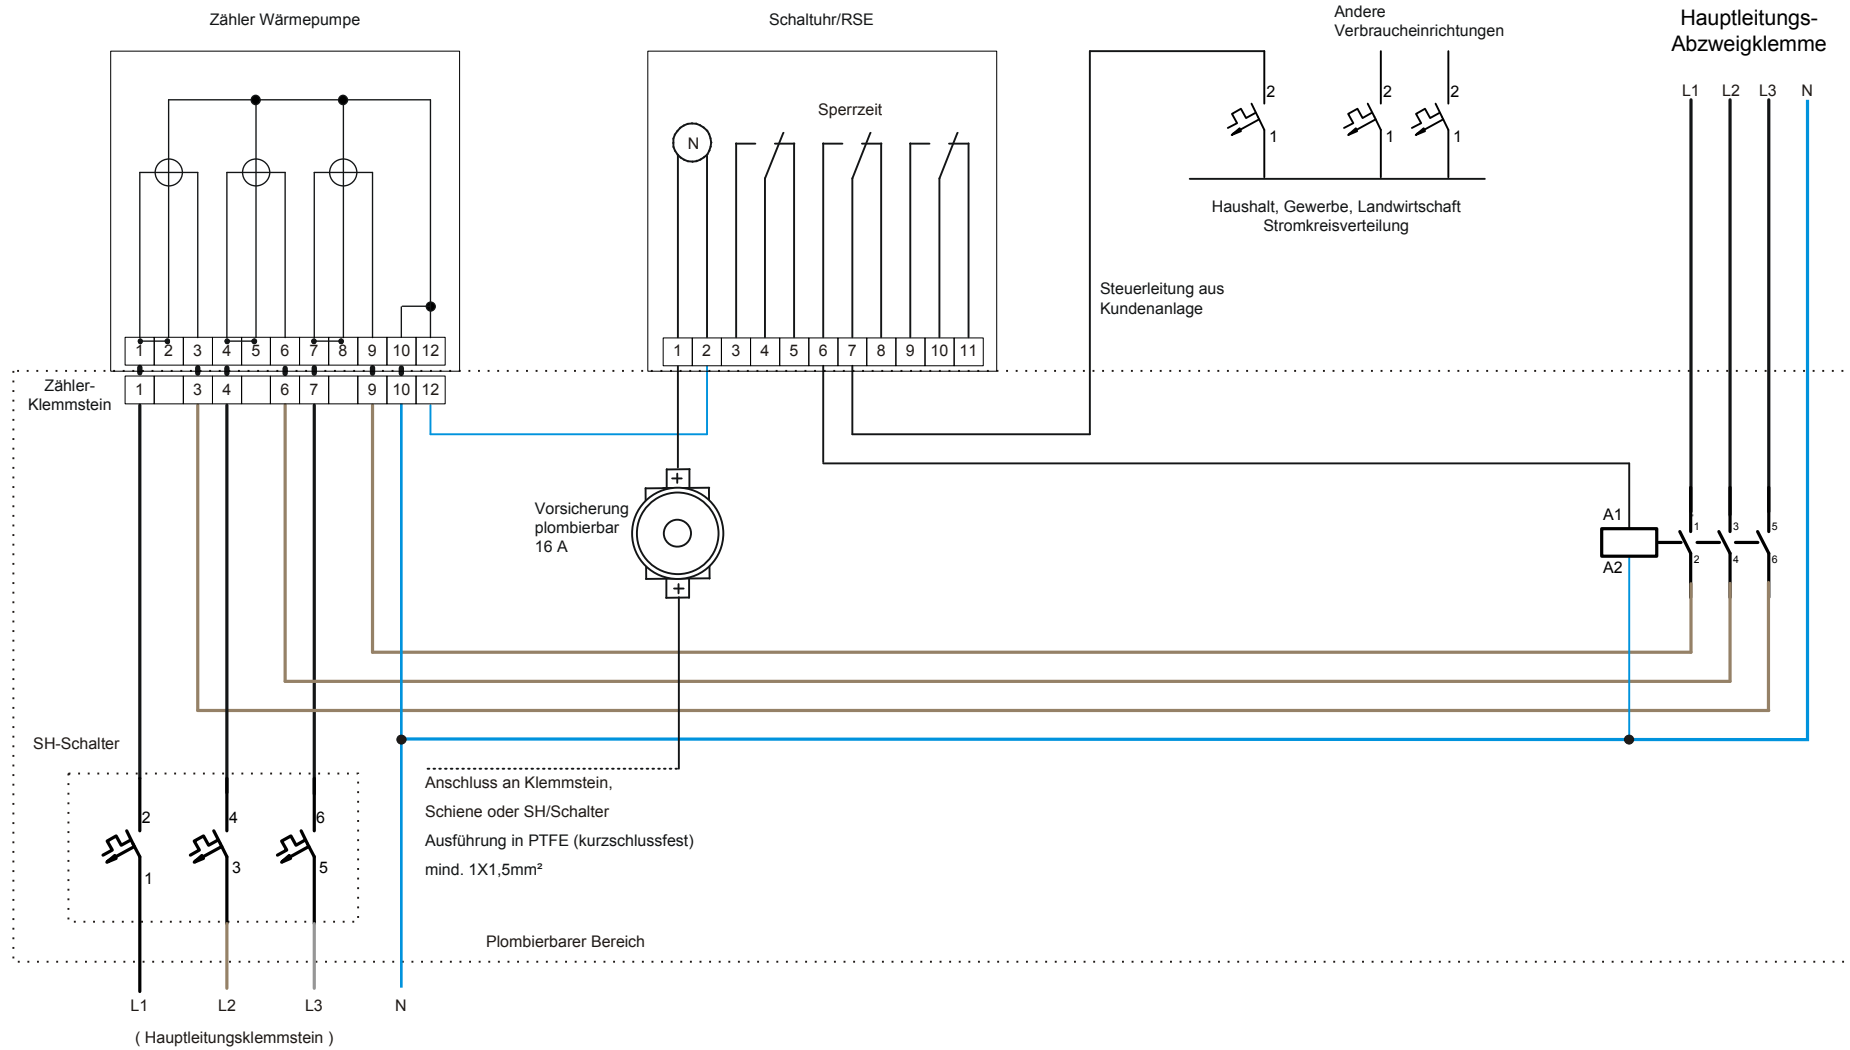 Zähler Wärmepumpe
Schaltuhr/RSE
Andere
Verbraucheinrichtungen
Hauptleitungs-
Abzweigklemme
L1 L2 L3 N
2 2 2
1 1 1
Sperrzeit
N
Haushalt, Gewerbe, Landwirtschaft
Stromkreisverteilung
Steuerleitung aus
Kundenanlage
1 2 3 4 5 6 7 8 9 10 12
1 2 3 4 5 6 7 8 9 10 11
Zähler-
Klemmstein
1 3 4 6 7 9 10 12
Vorsicherung
plombierbar
16 A
A1
A2
1 3 5
2 4 6
SH-Schalter
2 4 6
1 3 5
Anschluss an Klemmstein,
Schiene oder SH/Schalter
Ausführung in PTFE (kurzschlussfest)
mind. 1X1,5mm²
Plombierbarer Bereich
L1 L2 L3 N
( Hauptleitungsklemmstein )